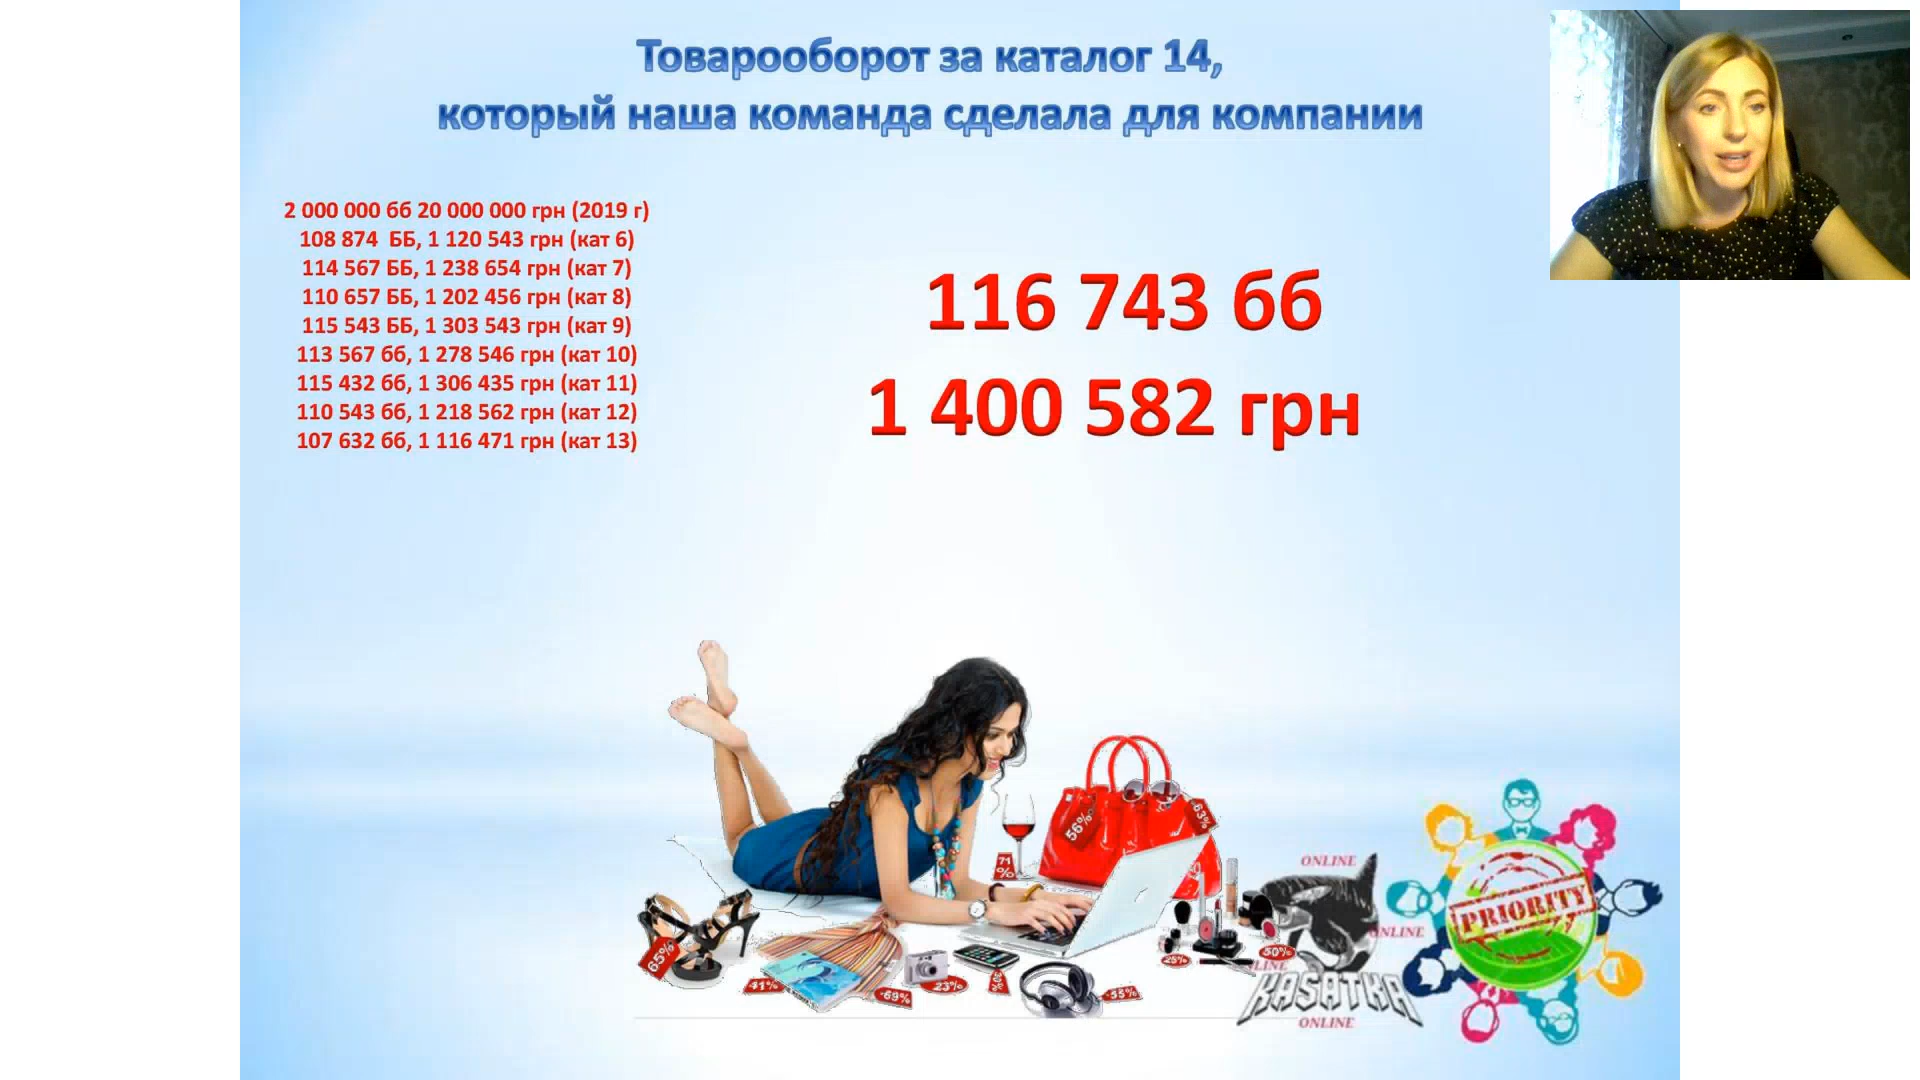 Товарооборот за каталог 14,
который наша команда сделала для компании
2 000 000 бб 20 000 000 грн (2019 г)
108 874 ББ, 1 120 543 грн (кат 6)
114 567 ББ, 1 238 654 грн (кат 7)
110 657 ББ, 1 202 456 грн (кат 8)
115 543 ББ, 1 303 543 грн (кат 9)
113 567 бб, 1 278 546 грн (кат 10)
115 432 бб, 1 306 435 грн (кат 11)
110 543 бб, 1 218 562 грн (кат 12)
107 632 бб, 1 116 471 грн (кат 13)
116 743 бб
1 400 582 грн
56%
-63%
71
%
65%
41%
-69%
-23%
30%
-55%
25%
50%
ONLINE
ONLINE
KASATKA
ONLINE
PRIORITY